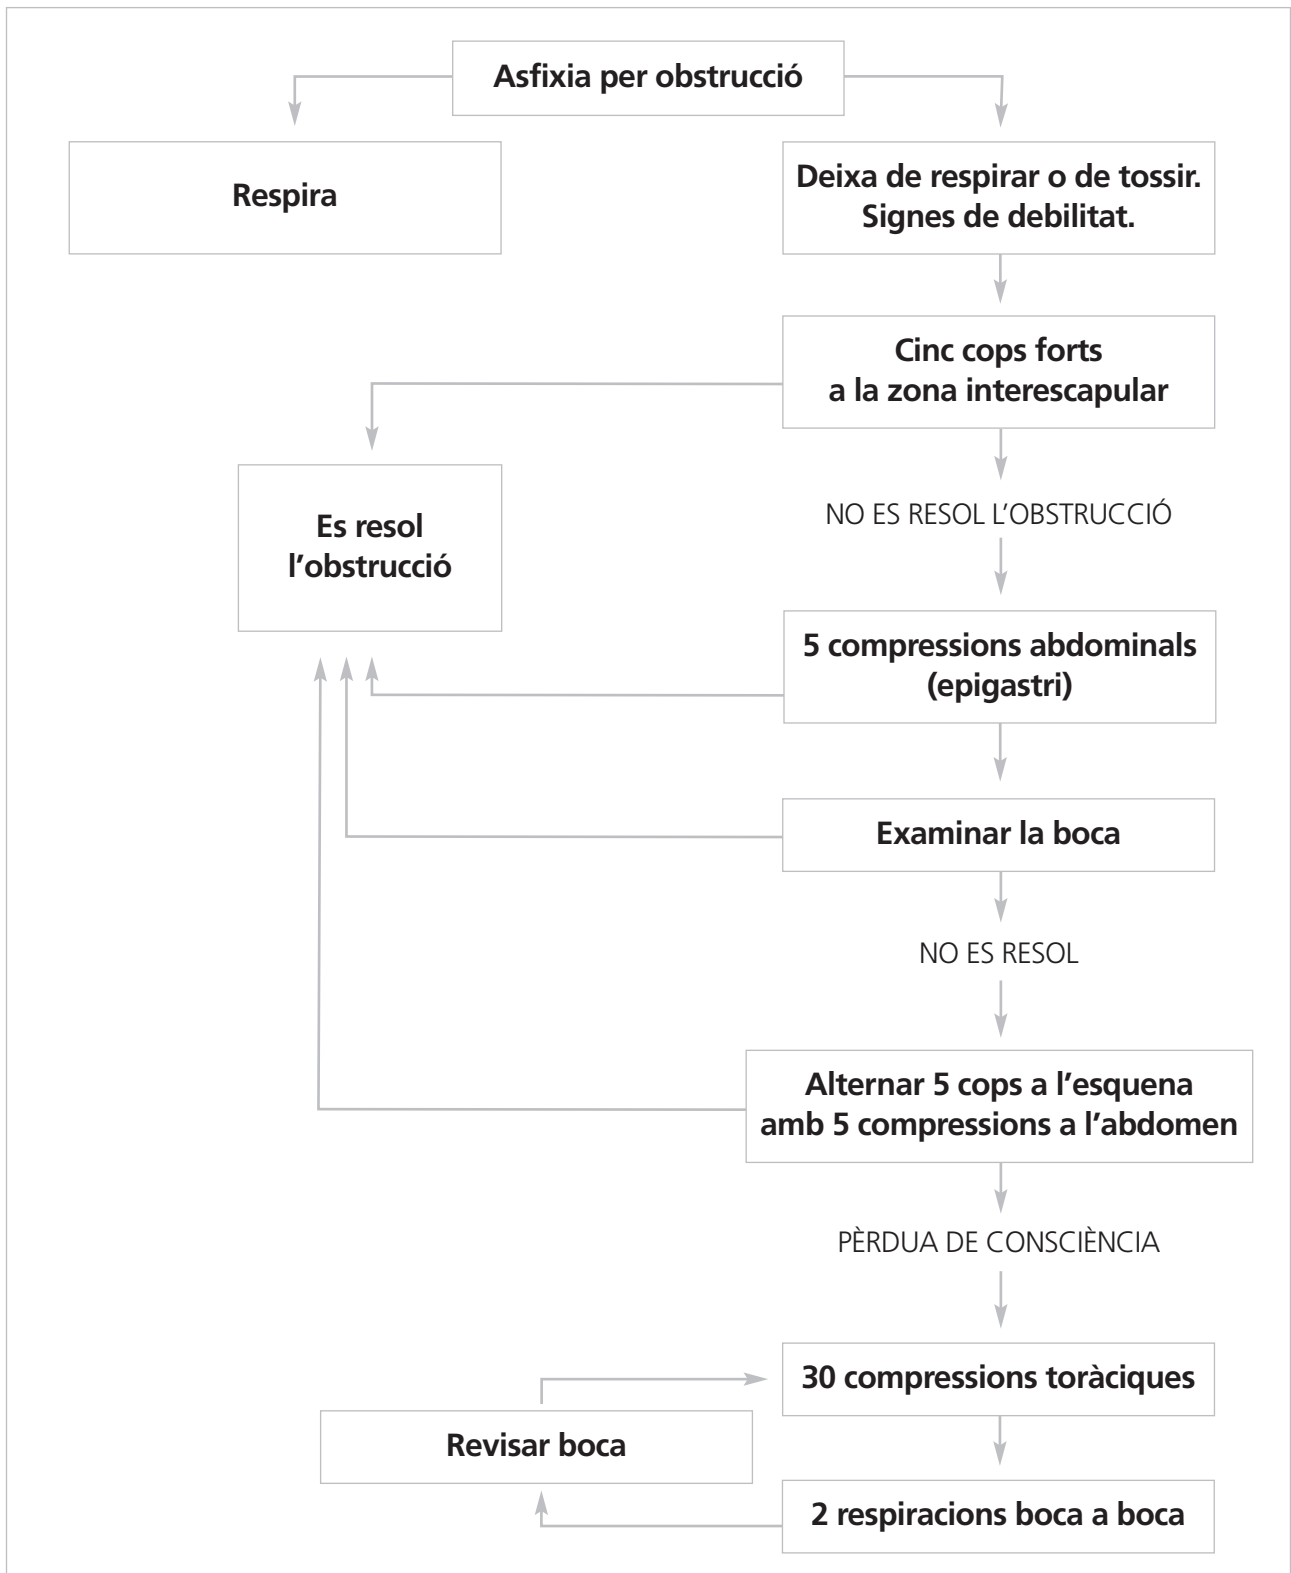 Asfixia per obstrucció
Respira
Deixa de respirar o de tossir.
Signes de debilitat.
Cinc cops forts
a la zona interescapular
Es resol
l’obstrucció
NO ES RESOL L’OBSTRUCCIÓ
5 compressions abdominals
(epigastri)
Examinar la boca
NO ES RESOL
Alternar 5 cops a l’esquena
amb 5 compressions a l’abdomen
PÈRDUA DE CONSCIÈNCIA
30 compressions toràciques
Revisar boca
2 respiracions boca a boca